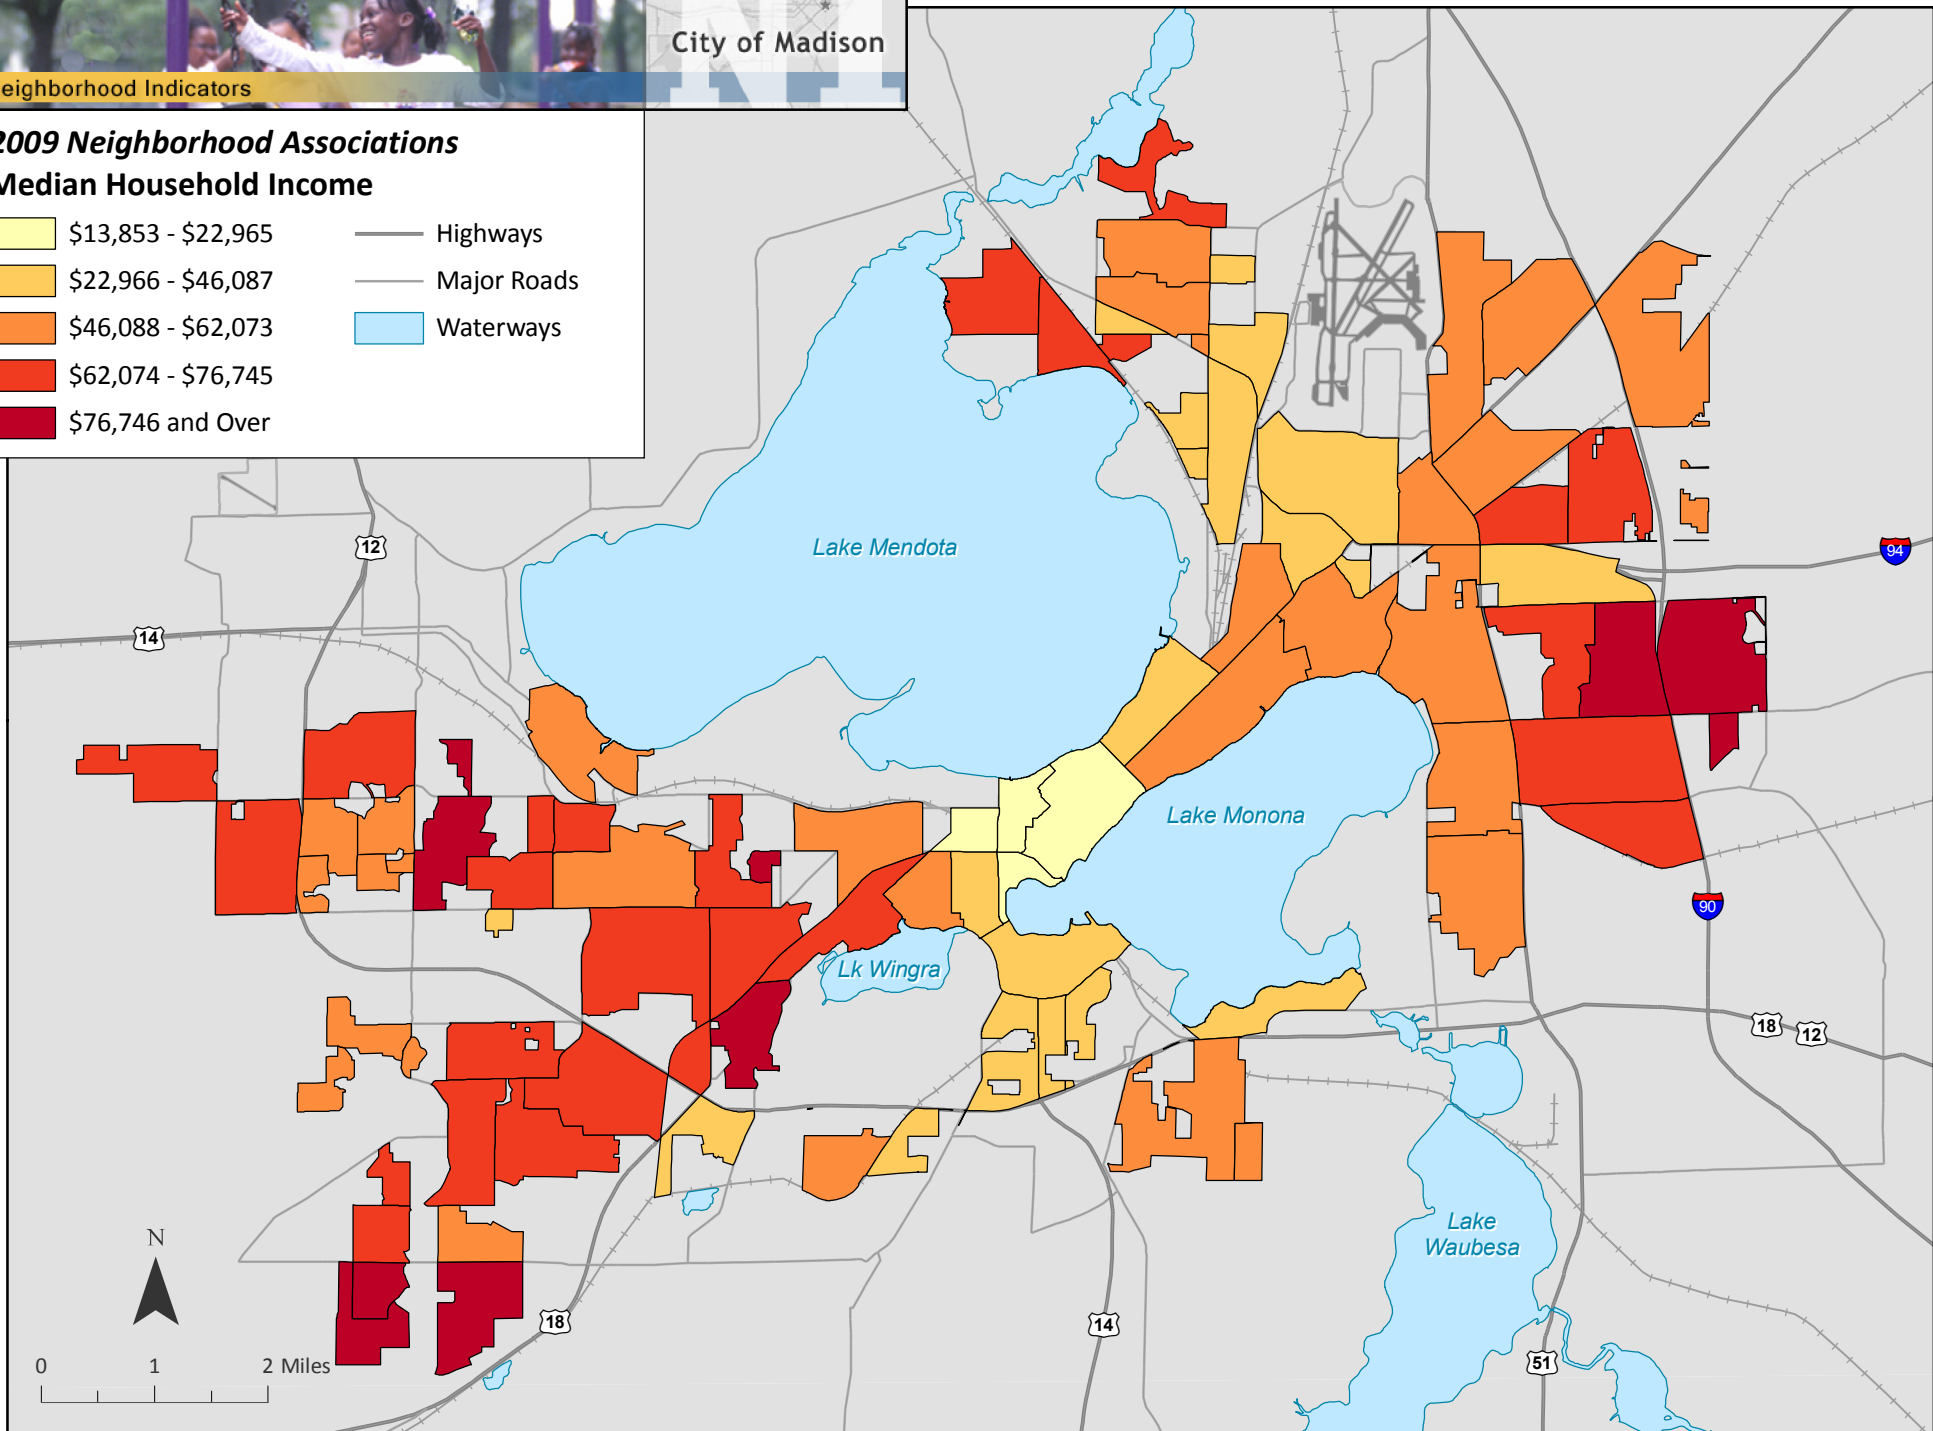 City of Madison
eighborhood Indicators
2009 Neighborhood Associations
Median Household Income
$13,853 - $22,965
$22,966 - $46,087
$46,088 - $62,073
$62,074 - $76,745
$76,746 and Over
Highways
Major Roads
Waterways
12
Lake Mendota
94
14
Lake Monona
90
Lk Wingra
18
12
Lake
Waubesa
N
18
14
51
0 1 2 Miles